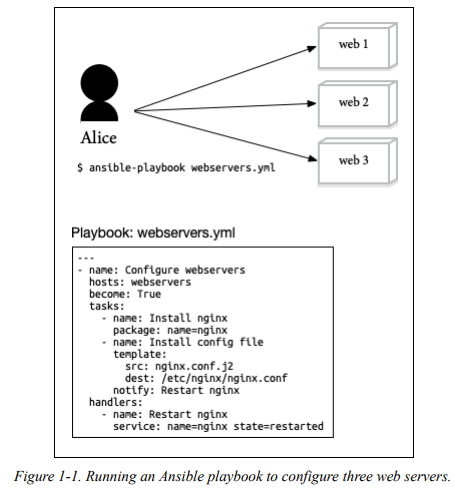 web 1
web 2
web 3
Alice
$ ansible-playbook webservers.yml
Playbook: webservers.yml
---
- name: Configure webservers
  hosts: webservers
  become: True
  tasks:
    - name: Install nginx
      package: name=nginx
    - name: Install config file
      template:
        src: nginx.conf.j2
        dest: /etc/nginx/nginx.conf
      notify: Restart nginx
  handlers:
    - name: Restart nginx
      service: name=nginx state=restarted
Figure 1-1. Running an Ansible playbook to configure three web servers.